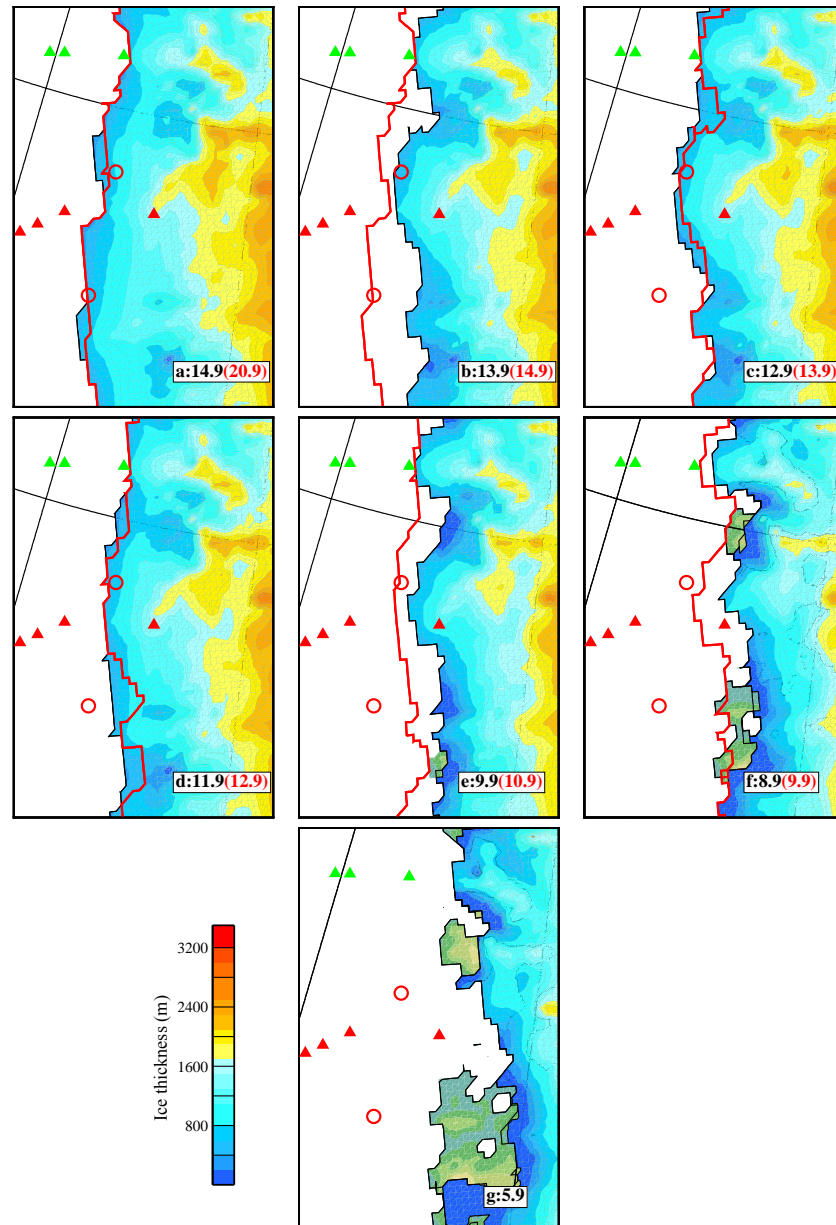 a:14.9(20.9)
b:13.9(14.9)
c:12.9(13.9)
d:11.9(12.9)
e:9.9(10.9)
f:8.9(9.9)
3200
2400
1600
800
Ice thickness (m)
g:5.9